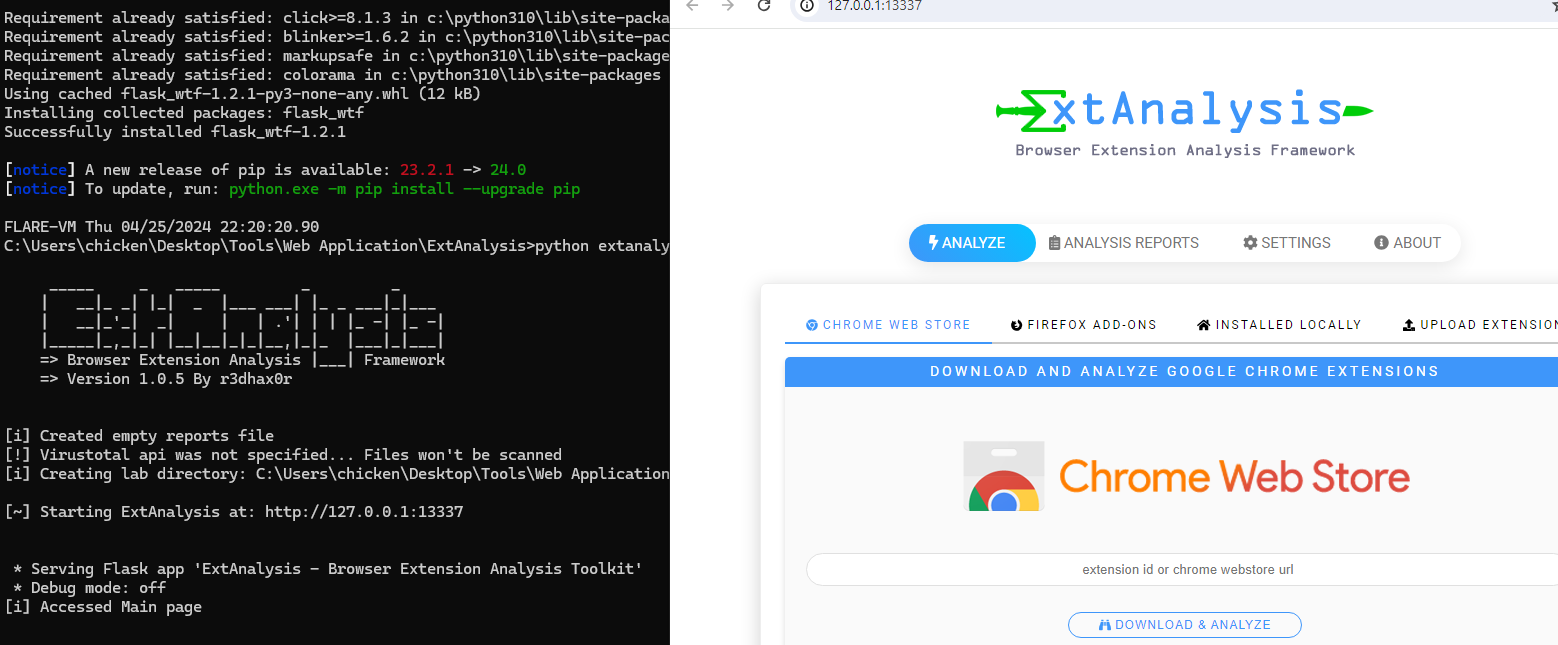 Requirement already satisfied: click>=8.1.3 in c:\python310\lib\site-packa
Requirement already satisfied: blinker>=1.6.2 in c:\python310\lib\site-pac
Requirement already satisfied: markupsafe in c:\python310\lib\site-package
Requirement already satisfied: colorama in c:\python310\lib\site-packages
Using cached flask_wtf-1.2.1-py3-none-any.whl (12 kB)
Installing collected packages: flask_wtf
Successfully installed flask_wtf-1.2.1
[notice] A new release of pip is available: 23.2.1 -> 24.0
[notice] To update, run: python.exe -m pip install --upgrade pip
FLARE-VM Thu 04/25/2024 22:20:20.90
C:\Users\chicken\Desktop\Tools\Web Application\ExtAnalysis>python extanaly
ExtAnalysis
=> Browser Extension Analysis |___| Framework
=> Version 1.0.5 By r3dhax0r
[i] Created empty reports file
[!] Virustotal api was not specified... Files won't be scanned
[i] Creating lab directory: C:\Users\chicken\Desktop\Tools\Web Application
[~] Starting ExtAnalysis at: http://127.0.0.1:13337
* Serving Flask app 'ExtAnalysis - Browser Extension Analysis Toolkit'
* Debug mode: off
[i] Accessed Main page
127.0.0.1:13337
ExtAnalysis
Browser Extension Analysis Framework
ANALYZE
ANALYSIS REPORTS
SETTINGS
ABOUT
CHROME WEB STORE
FIREFOX ADD-ONS
INSTALLED LOCALLY
UPLOAD EXTENSION
DOWNLOAD AND ANALYZE GOOGLE CHROME EXTENSIONS
Chrome Web Store
extension id or chrome webstore url
DOWNLOAD & ANALYZE